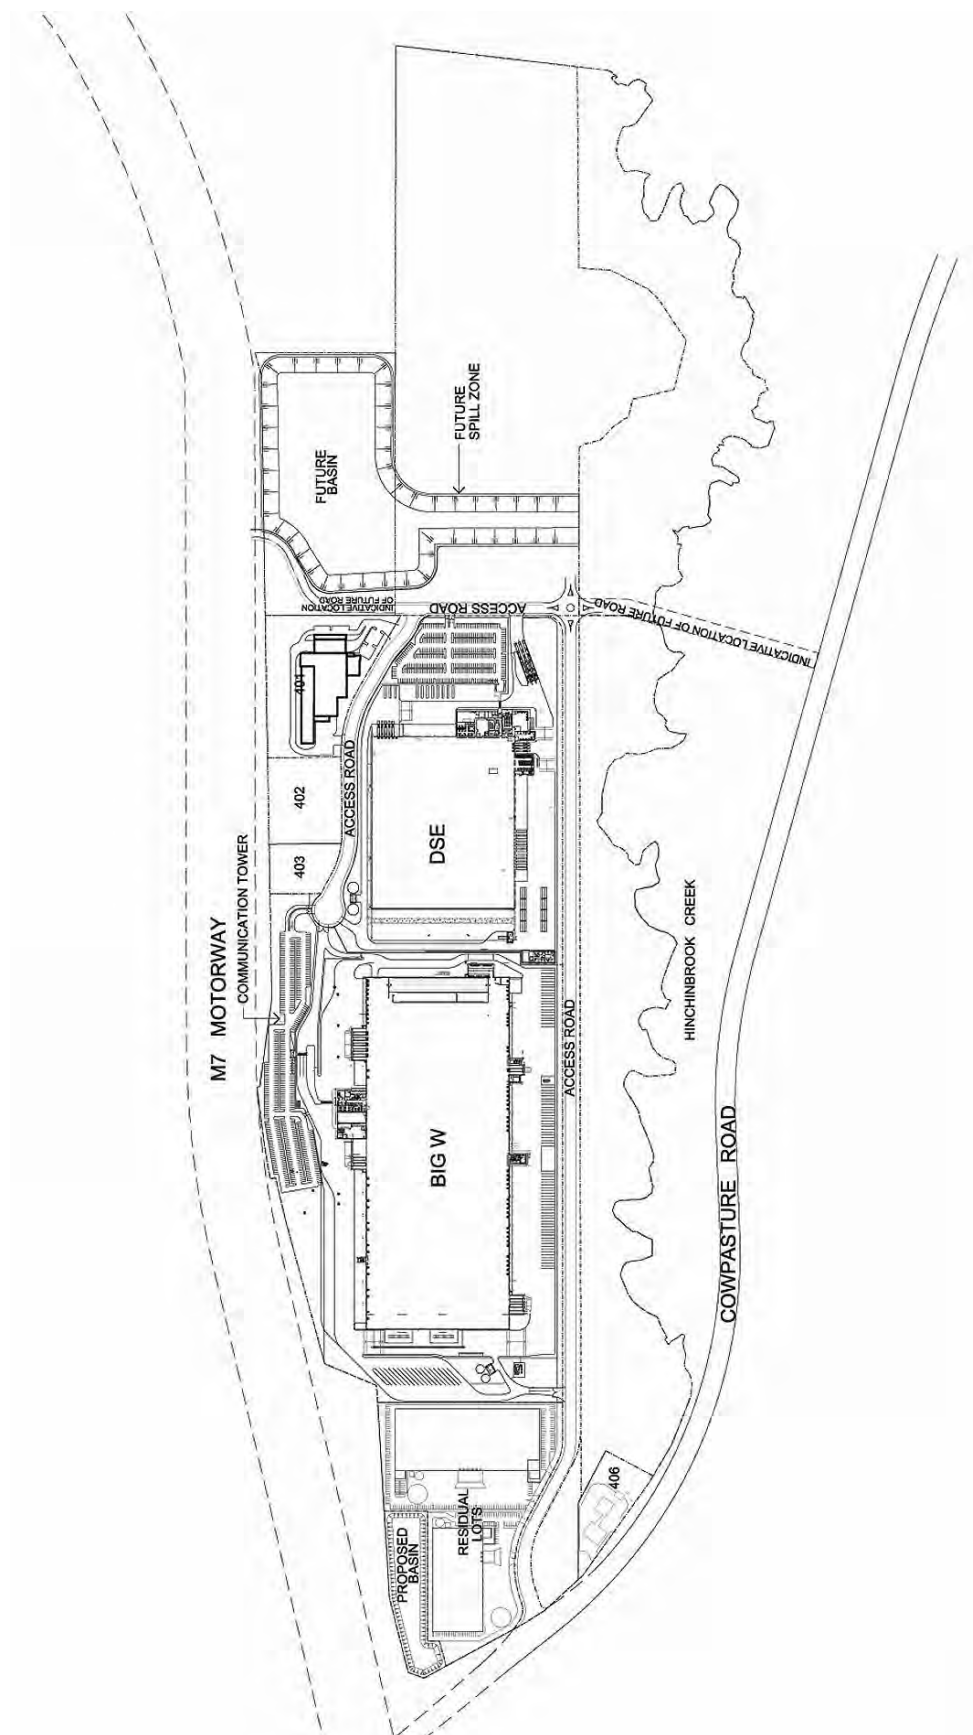 FUTURE
SPILL ZONE
FUTURE
BASIN
INDICATIVE LOCATION
OF FUTURE ROAD
ACCESS ROAD
INDICATIVE LOCATION OF FUTURE ROAD
401
402
403
ACCESS ROAD
DSE
M7 MOTORWAY
COMMUNICATION TOWER
HINCHINBROOK CREEK
ACCESS ROAD
BIG W
COWPASTURE ROAD
406
RESIDUAL
LOTS
PROPOSED
BASIN